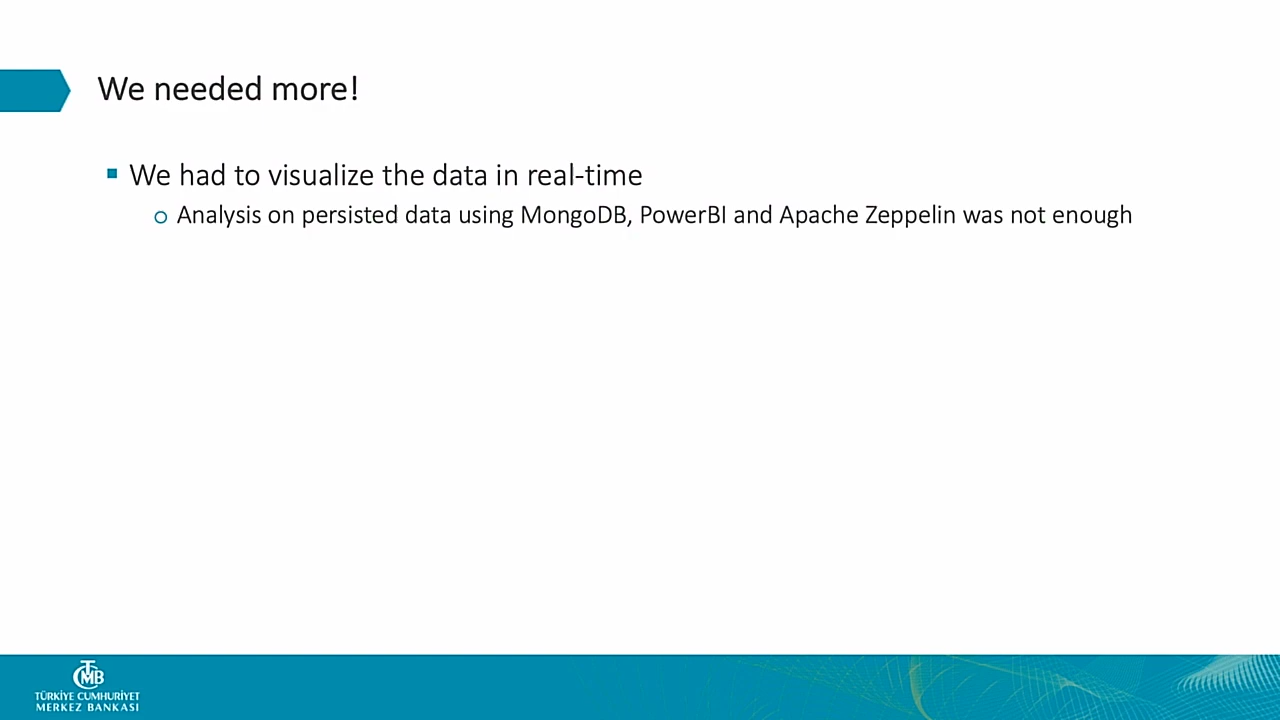 We needed more!
We had to visualize the data in real-time
Analysis on persisted data using MongoDB, PowerBI and Apache Zeppelin was not enough
TCMB
TÜRKİYE CUMHURİYET
MERKEZ BANKASI